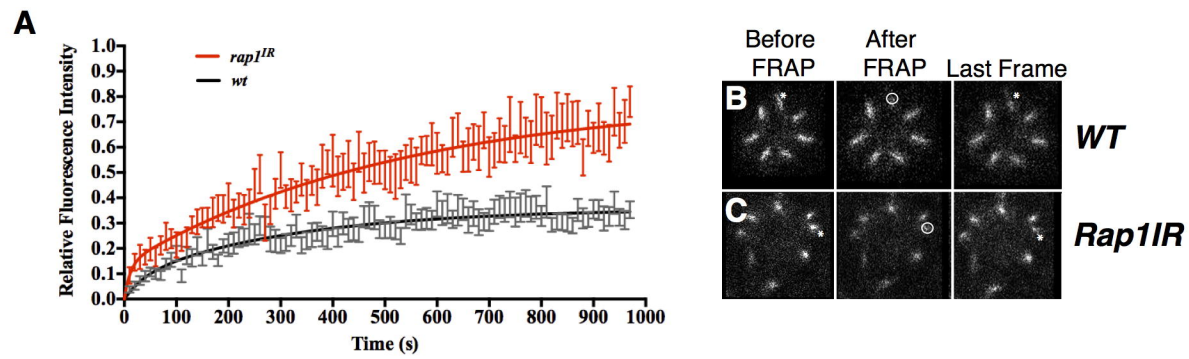 A
1.0
0.9
0.8
0.7
0.6
0.5
0.4
0.3
0.2
0.1
0.0
0 100 200 300 400 500 600 700 800 900 1000
Relative Fluorescence Intensity
Time (s)
rap1^IR
wt
Before FRAP
After FRAP
Last Frame
B
*
*
WT
C
*
*
Rap1IR